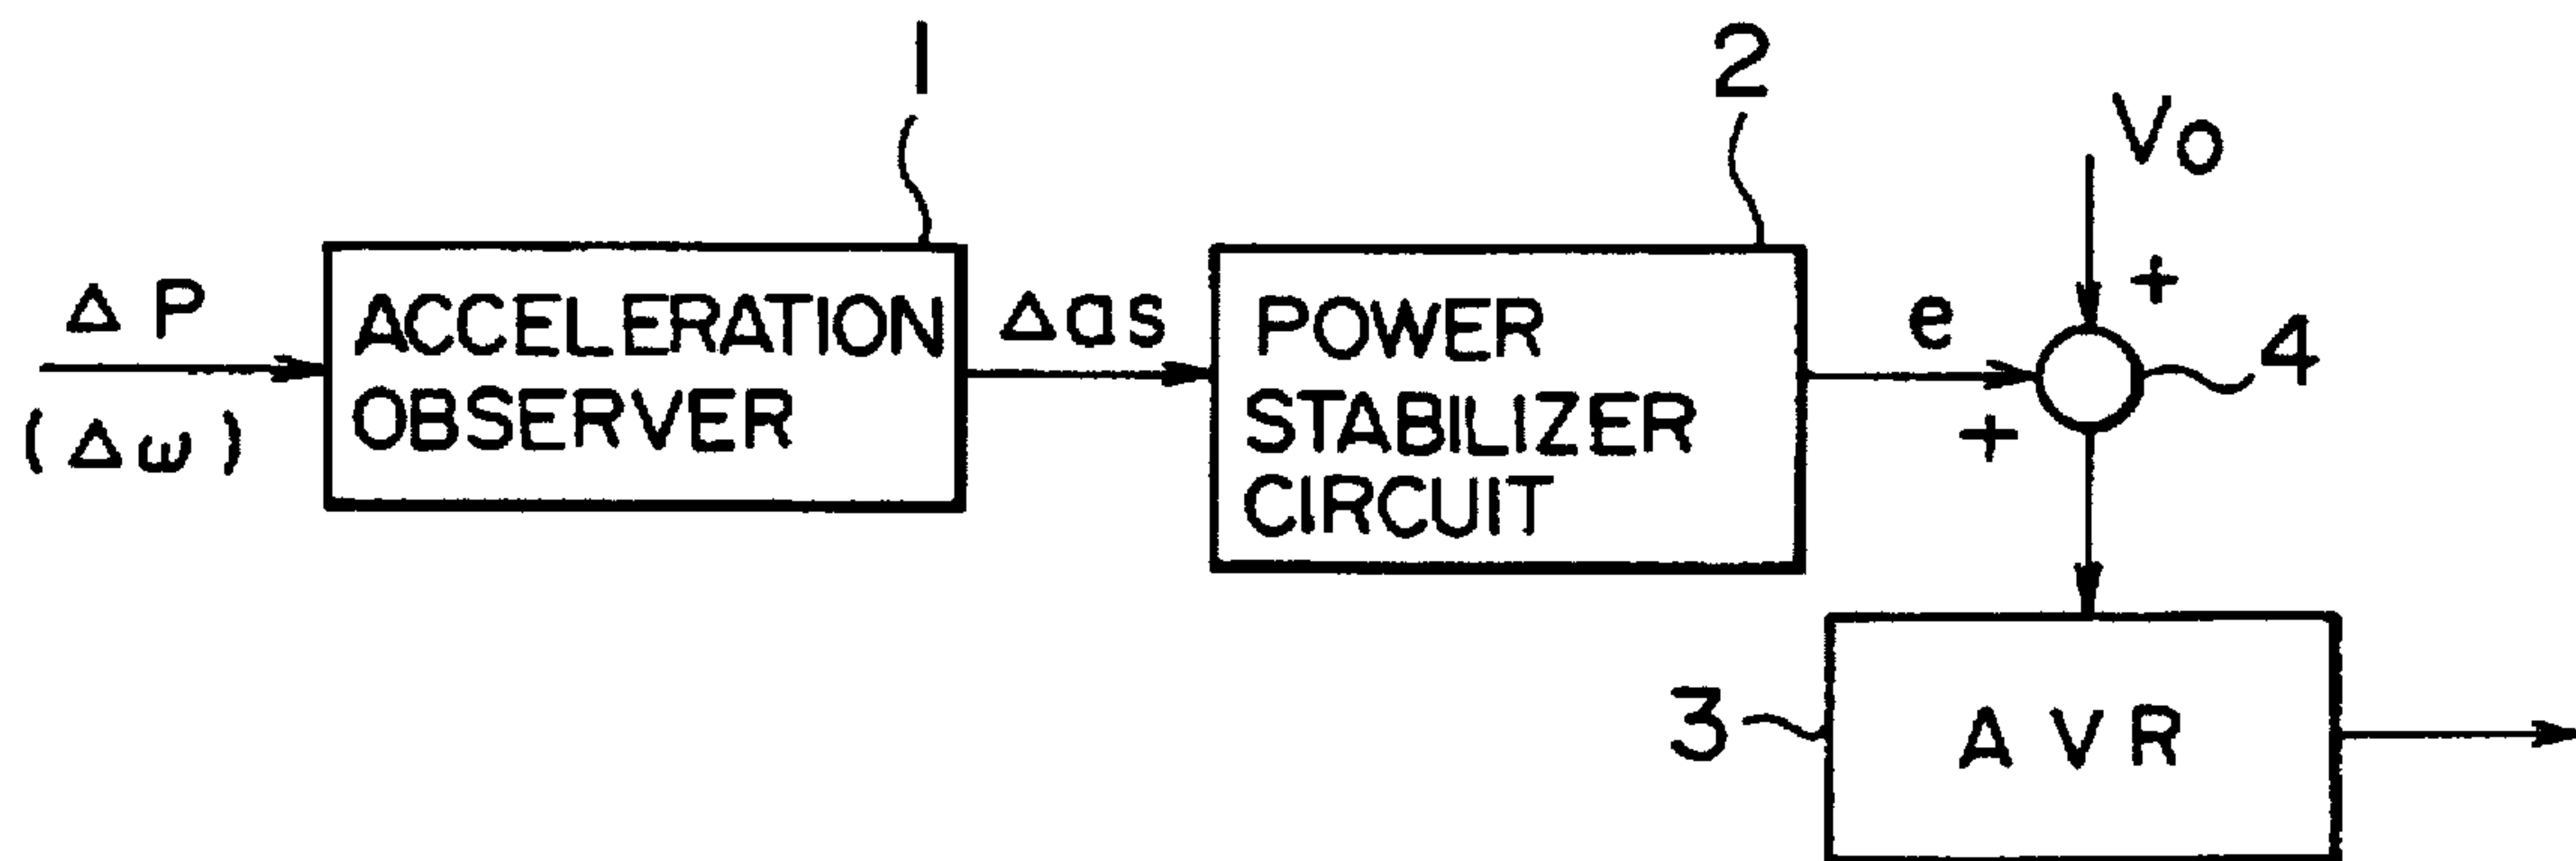 1
2
Vo
+
ΔP
(Δω)
ACCELERATION
OBSERVER
Δas
POWER
STABILIZER
CIRCUIT
e
+
4
3
AVR